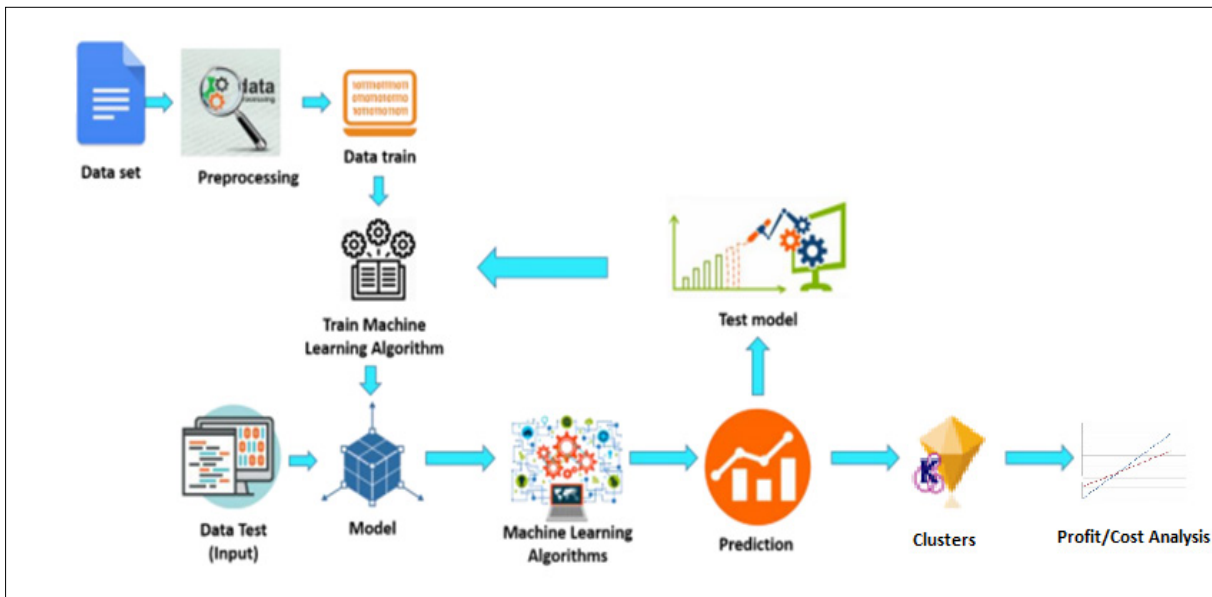 data
Data set
Preprocessing
Data train
Train Machine
Learning Algorithm
Test model
Data Test
(Input)
Model
Machine Learning
Algorithms
Prediction
K
Clusters
Profit/Cost Analysis